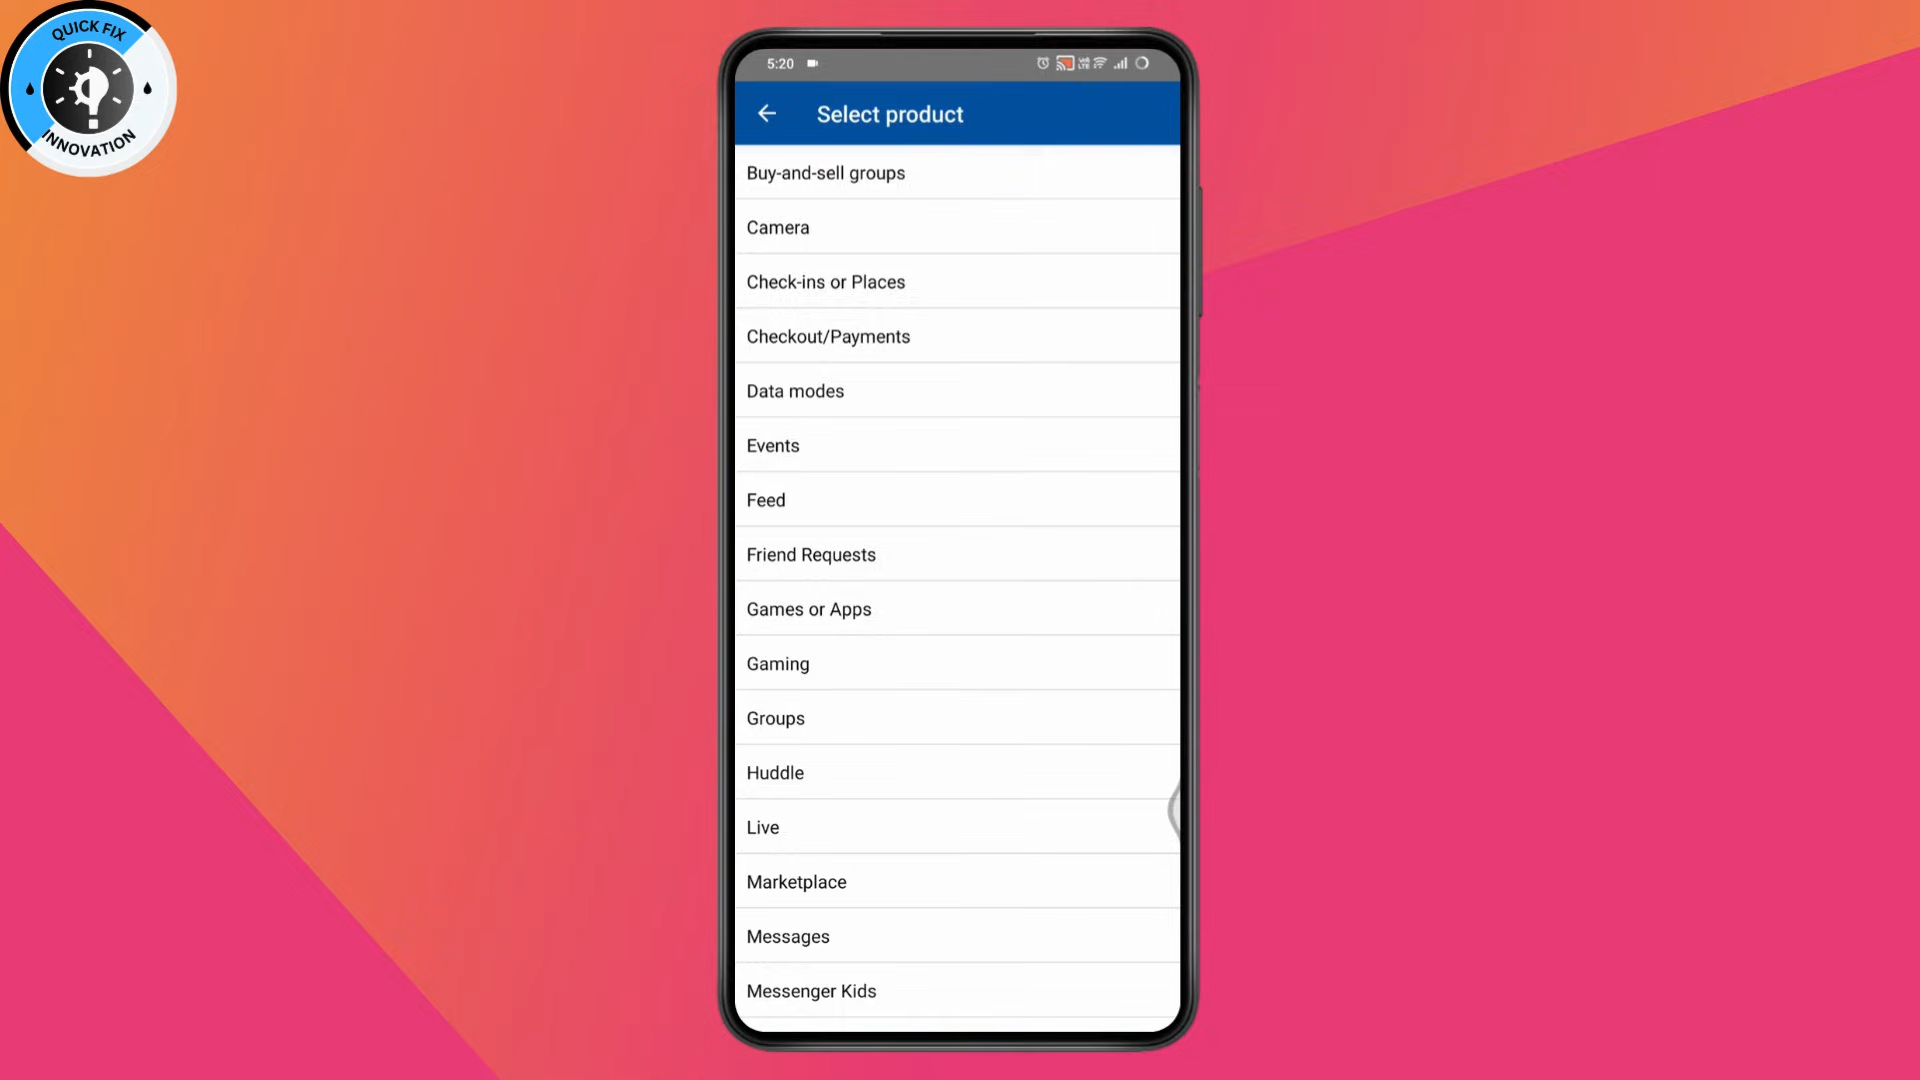 QUICK FIX
INNOVATION
5:20
Select product
Buy-and-sell groups
Camera
Check-ins or Places
Checkout/Payments
Data modes
Events
Feed
Friend Requests
Games or Apps
Gaming
Groups
Huddle
Live
Marketplace
Messages
Messenger Kids